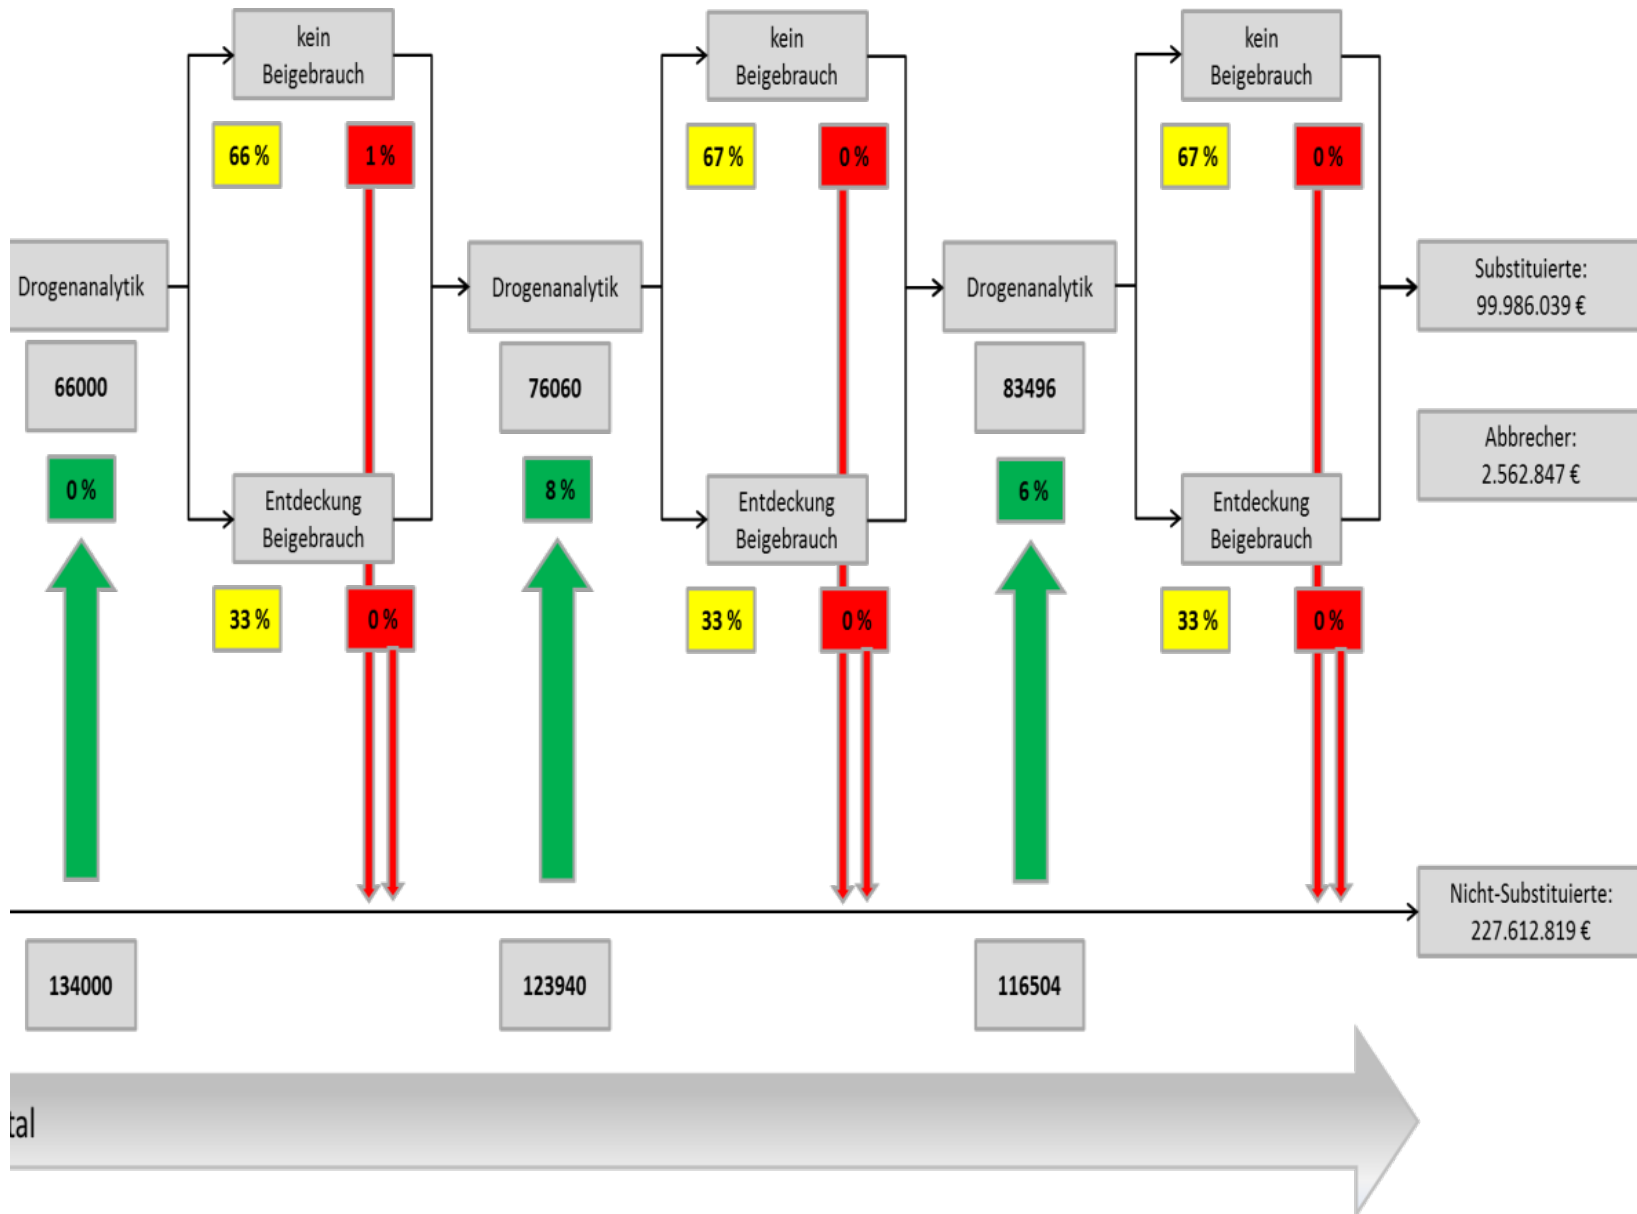 kein
Beigebrauch
kein
Beigebrauch
kein
Beigebrauch
66 %
1 %
67 %
0 %
67 %
0 %
Drogenanalytik
Drogenanalytik
Drogenanalytik
Substituierte:
99.986.039 €
66000
76060
83496
Abbrecher:
2.562.847 €
0 %
8 %
6 %
Entdeckung
Beigebrauch
Entdeckung
Beigebrauch
Entdeckung
Beigebrauch
33 %
0 %
33 %
0 %
33 %
0 %
Nicht-Substituierte:
227.612.819 €
134000
123940
116504
tal